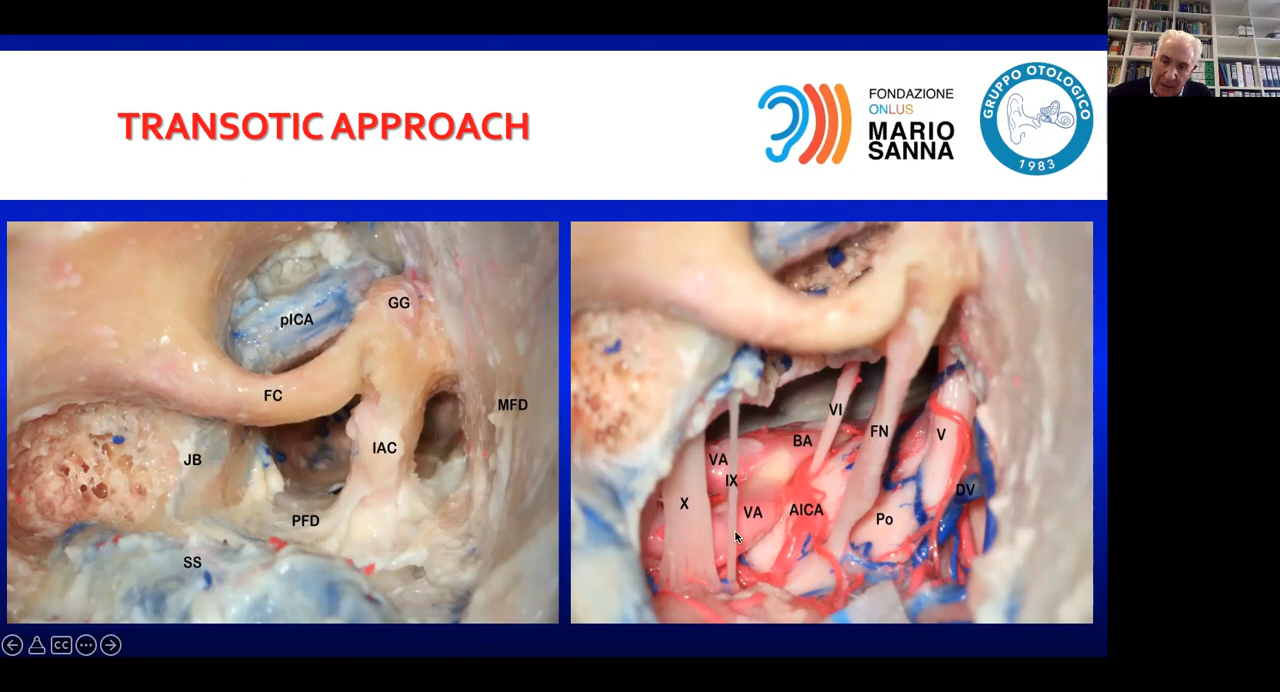 TRANSOTIC APPROACH
FONDAZIONE
ONLUS
MARIO
SANNA
GRUPPO OTOLOGICO
1983
GG
pICA
FC
MFD
IAC
JB
PFD
SS
VI
FN
BA
V
VA
IX
DV
X
VA
AICA
Po
CC